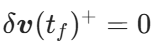 δ𝒗(t_f)⁺ = 0